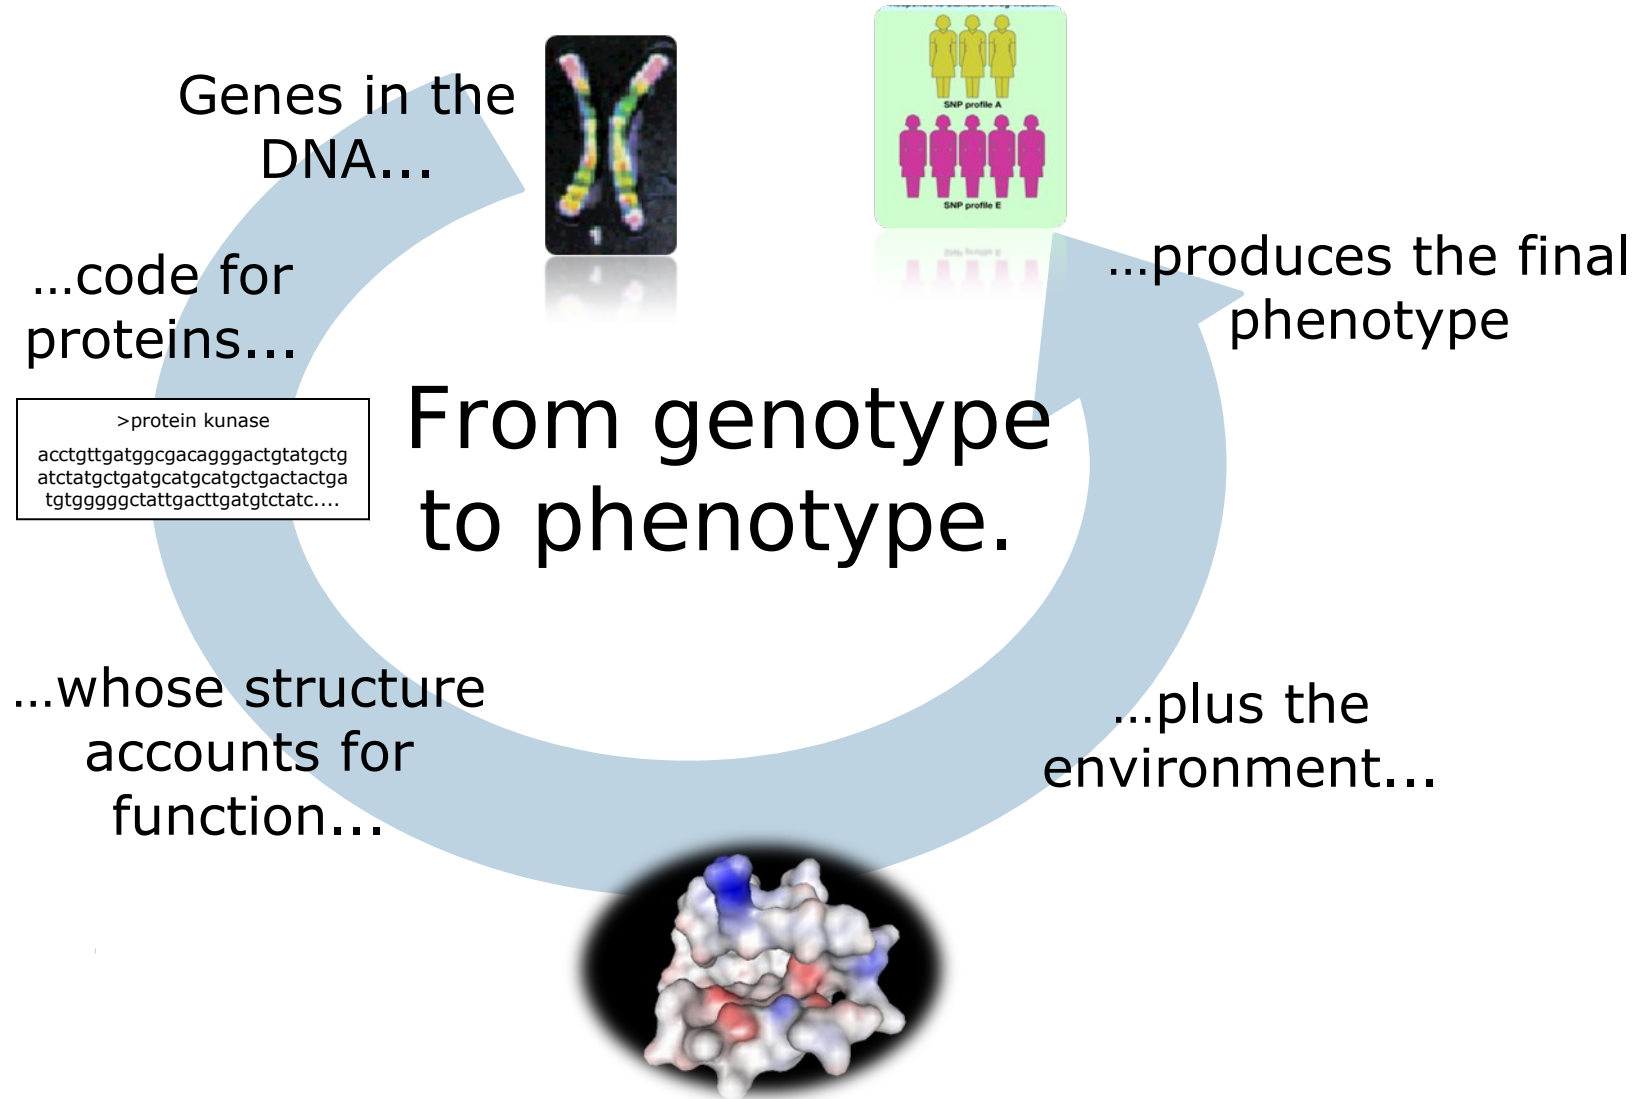 Genes in the
DNA...
...code for
proteins...
>protein kunase
acctgttgatggcgacagggactgtatgctg
atctatgctgatgcatgcatgctgactactga
tgtgggggctattgacttgatgtctatc....
...whose structure
accounts for
function...
From genotype
to phenotype.
...plus the
environment...
...produces the final
phenotype
SNP profile A
SNP profile E
1